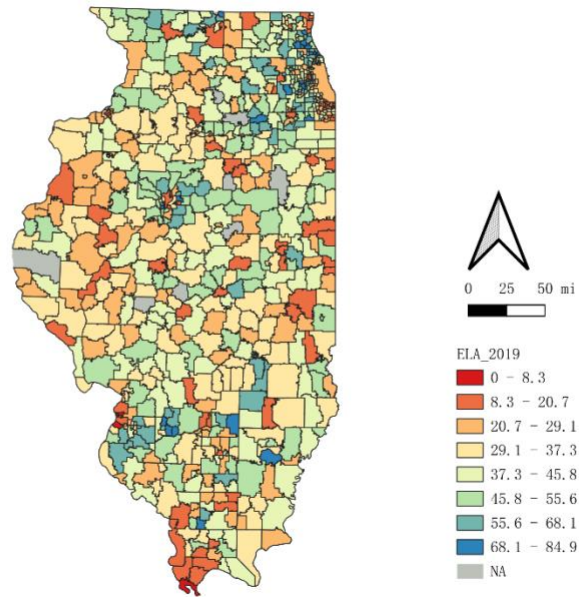 0 25 50 mi
ELA_2019
0 - 8.3
8.3 - 20.7
20.7 - 29.1
29.1 - 37.3
37.3 - 45.8
45.8 - 55.6
55.6 - 68.1
68.1 - 84.9
NA